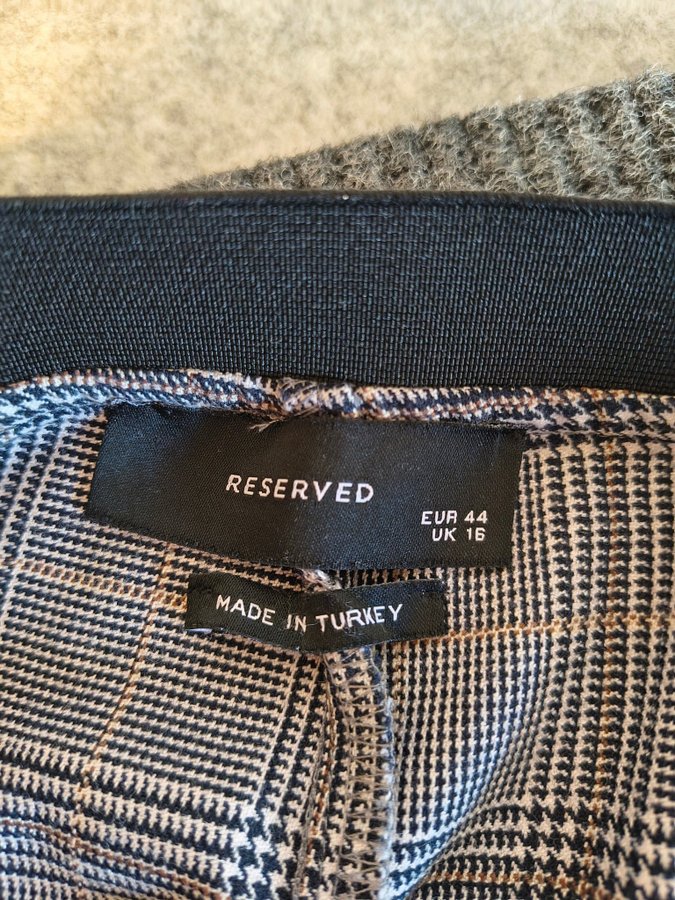 RESERVED
EUR 44
UK 16
MADE IN TURKEY